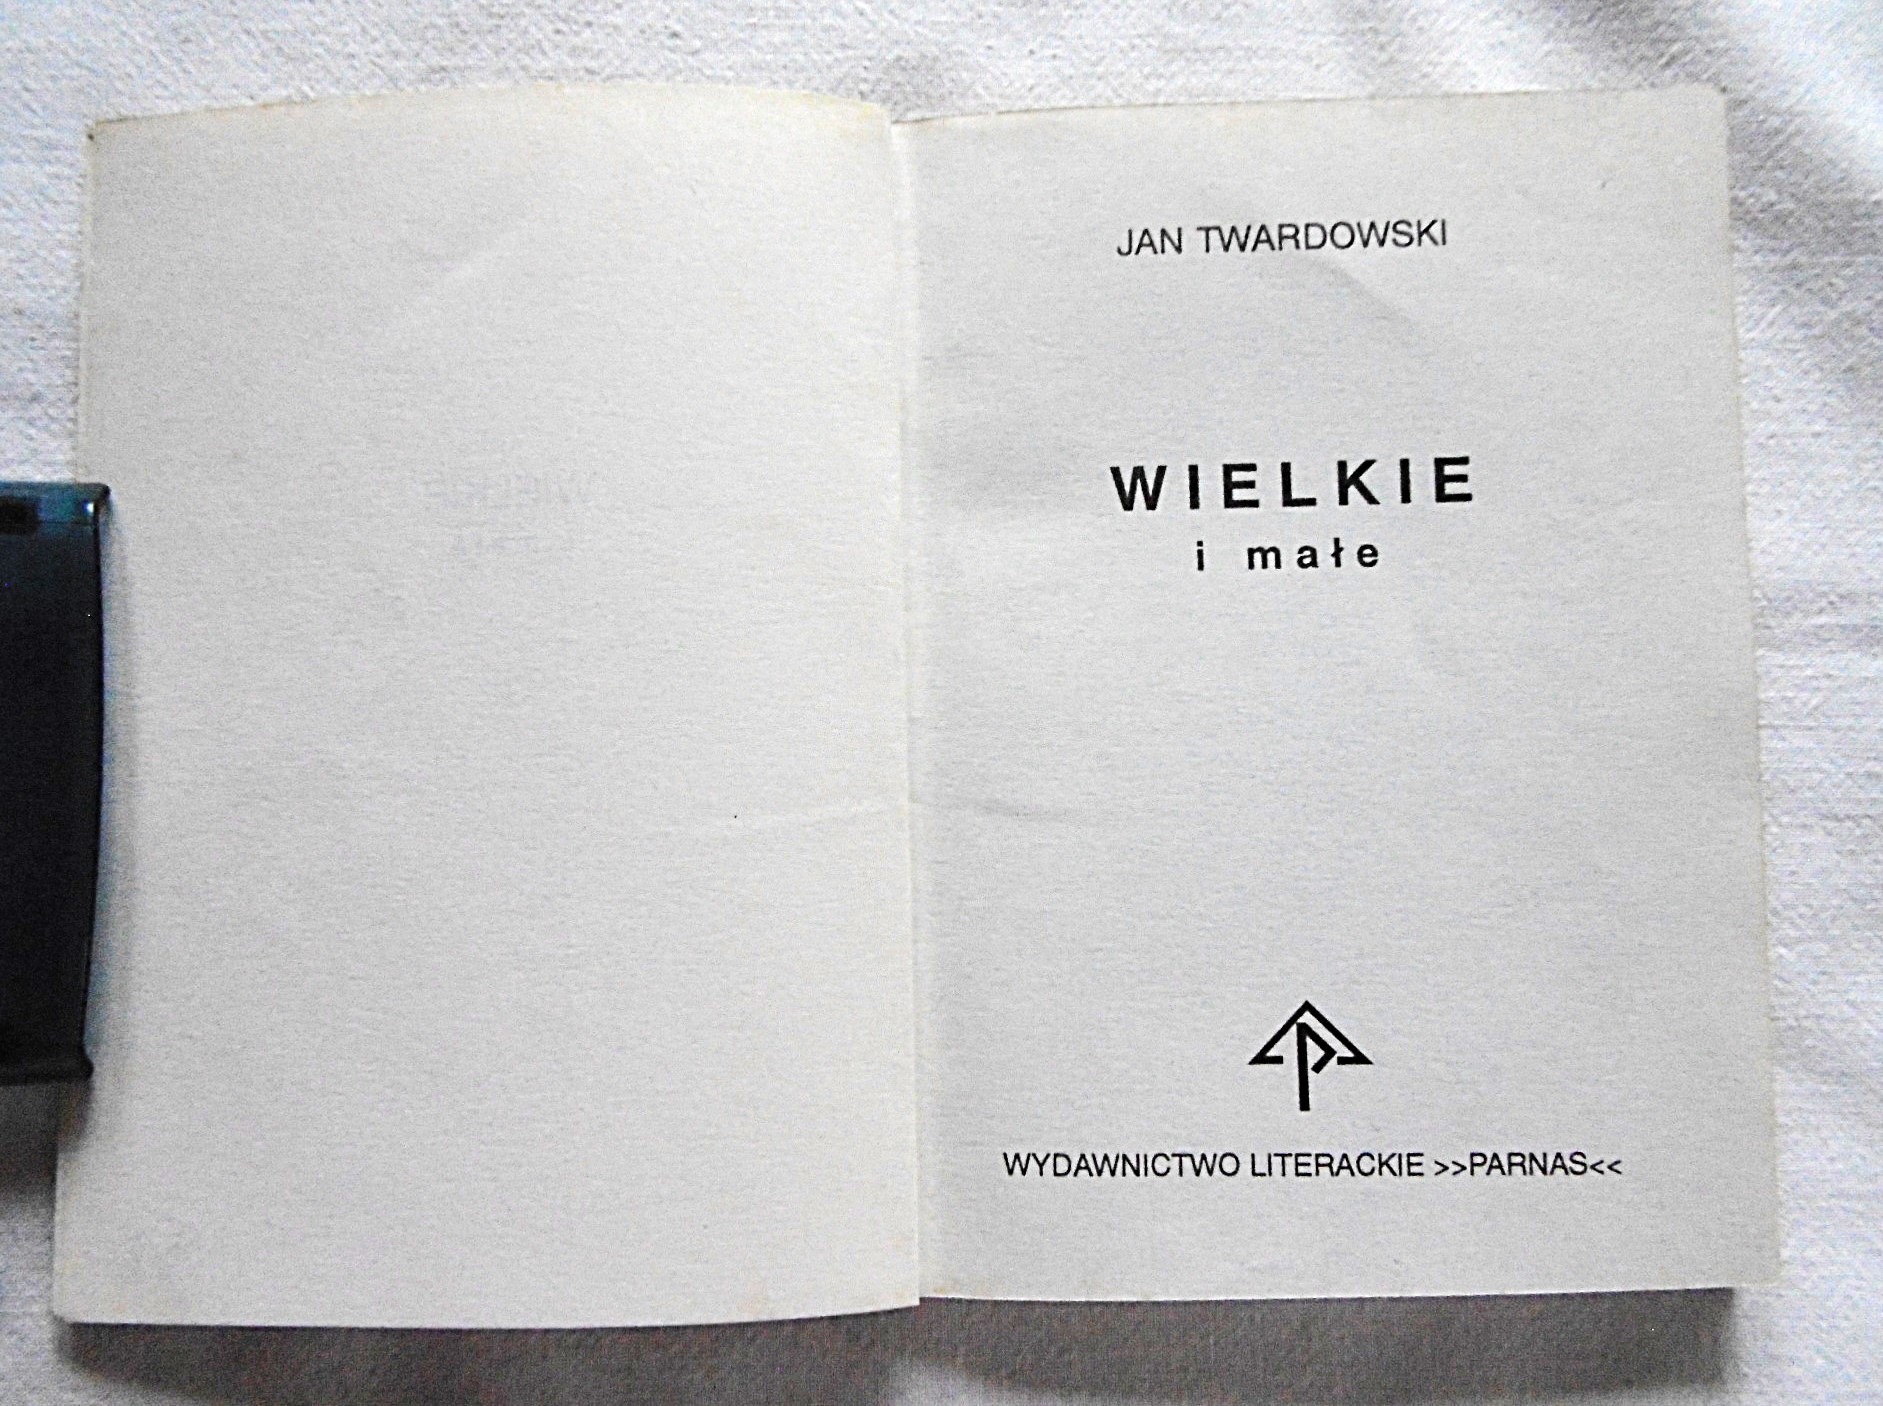 JAN TWARDOWSKI
WIELKIE
i małe
P
WYDAWNICTWO LITERACKIE >>PARNAS<<